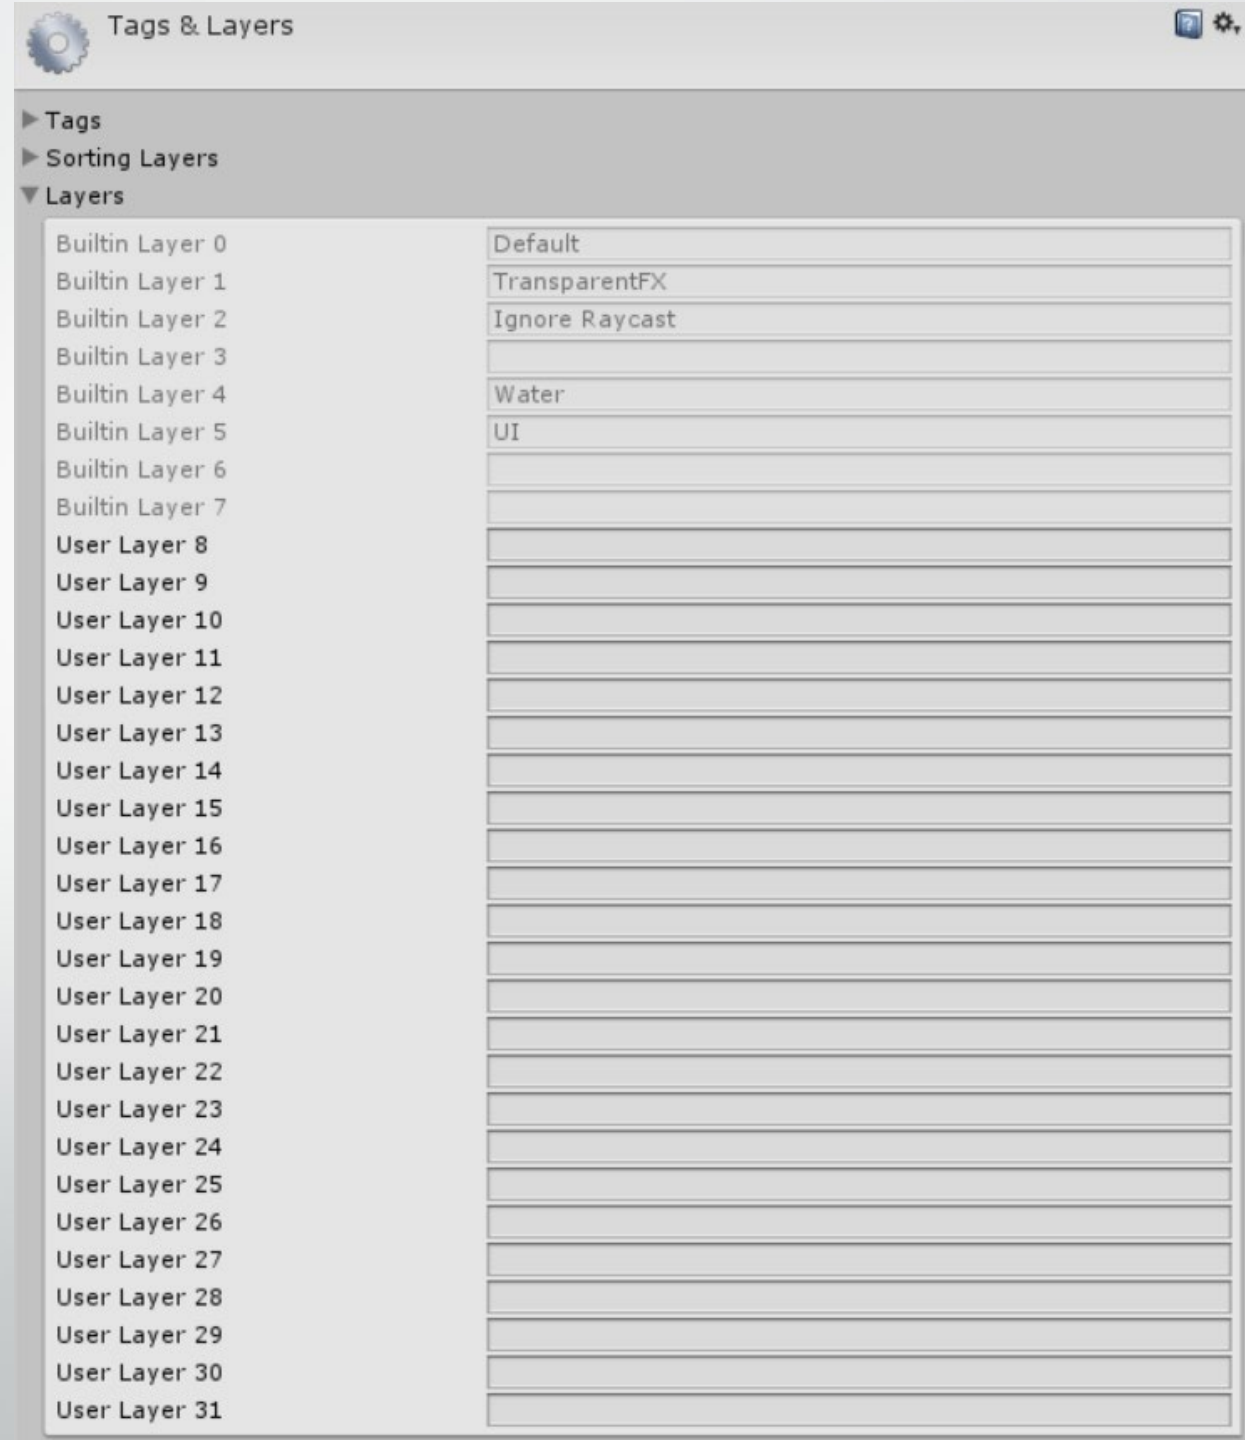 Tags & Layers
Tags
Sorting Layers
Layers
Builtin Layer 0 Default
Builtin Layer 1 TransparentFX
Builtin Layer 2 Ignore Raycast
Builtin Layer 3
Builtin Layer 4 Water
Builtin Layer 5 UI
Builtin Layer 6
Builtin Layer 7
User Layer 8
User Layer 9
User Layer 10
User Layer 11
User Layer 12
User Layer 13
User Layer 14
User Layer 15
User Layer 16
User Layer 17
User Layer 18
User Layer 19
User Layer 20
User Layer 21
User Layer 22
User Layer 23
User Layer 24
User Layer 25
User Layer 26
User Layer 27
User Layer 28
User Layer 29
User Layer 30
User Layer 31